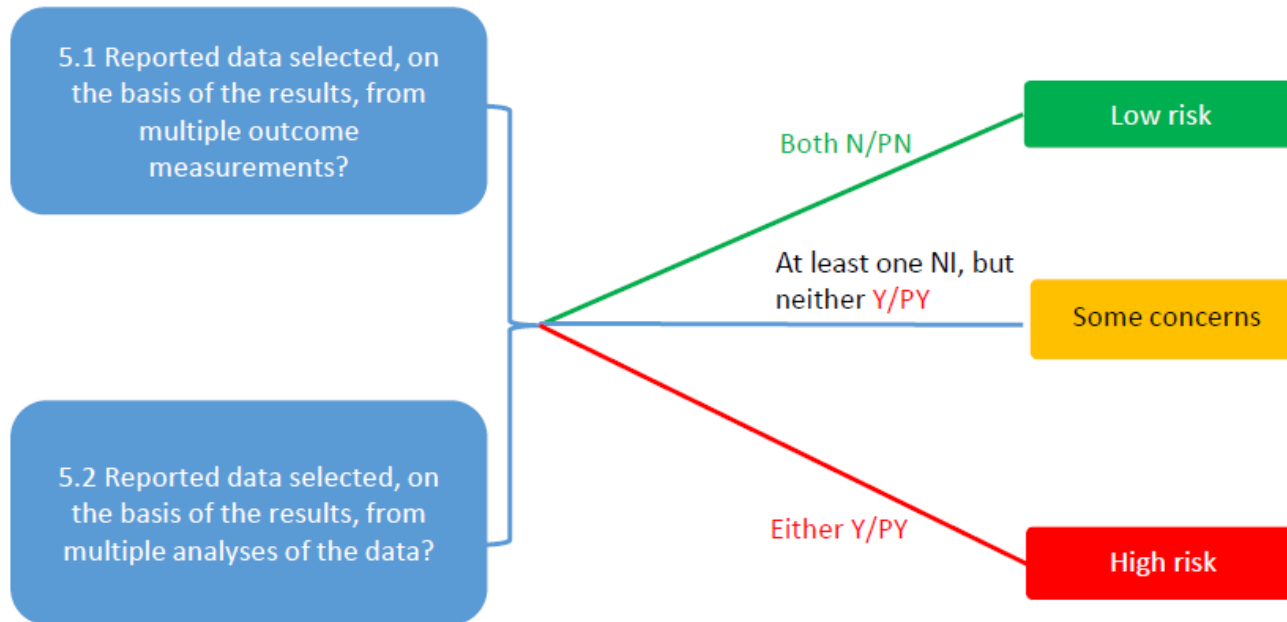 5.1 Reported data selected, on
the basis of the results, from
multiple outcome
measurements?
5.2 Reported data selected, on
the basis of the results, from
multiple analyses of the data?
Both N/PN
At least one NI, but
neither Y/PY
Either Y/PY
Low risk
Some concerns
High risk